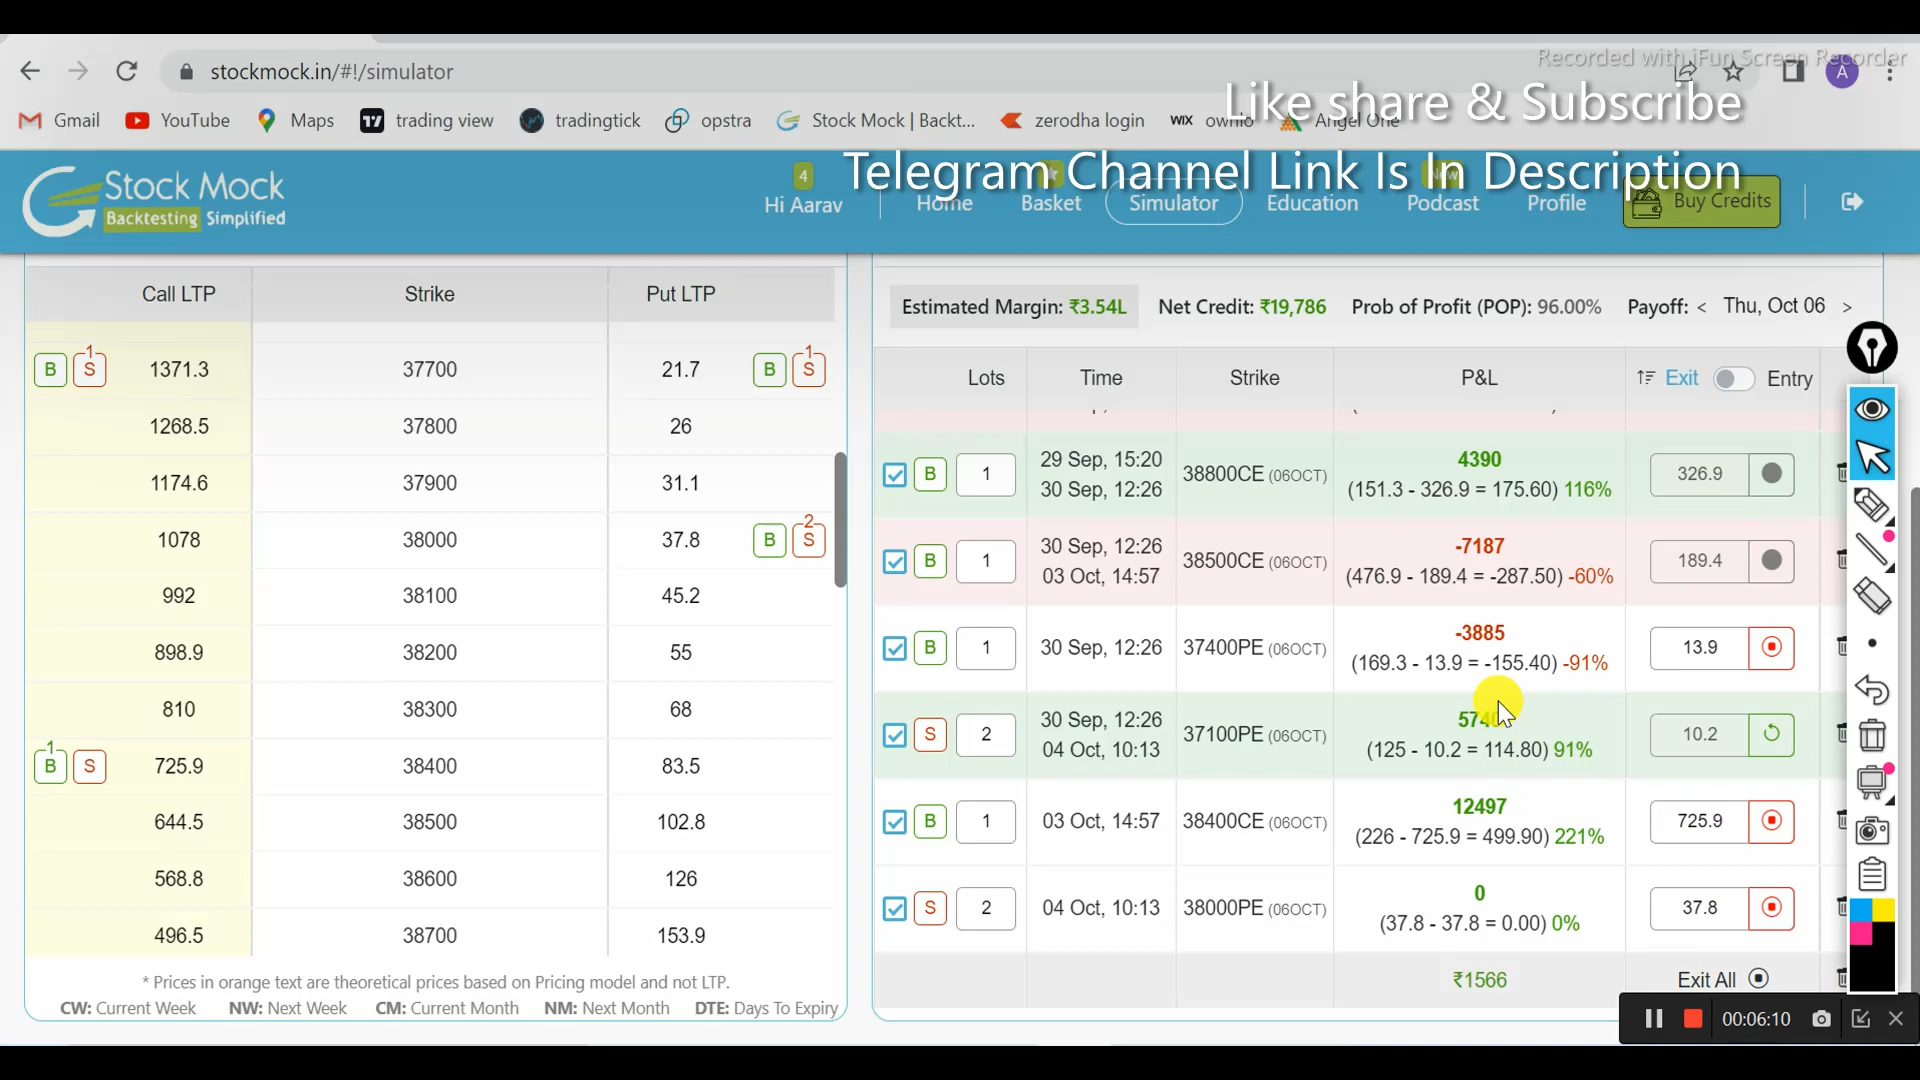 Recorded with iFun Screen Recorder
stockmock.in/#!/simulator
A
Like share & Subscribe
Gmail YouTube Maps trading view tradingtick opstra Stock Mock | Backt... zerodha login WIX ownio Angel One
Telegram Channel Link Is In Description
Stock Mock
Backtesting Simplified
4
Hi Aarav Home Basket Simulator Education Podcast Profile Buy Credits
New
Call LTP Strike Put LTP
B S 1 1371.3 37700 21.7 B S 1
1268.5 37800 26
1174.6 37900 31.1
1078 38000 37.8 B S 2
992 38100 45.2
898.9 38200 55
810 38300 68
1 B S 725.9 38400 83.5
644.5 38500 102.8
568.8 38600 126
496.5 38700 153.9
* Prices in orange text are theoretical prices based on Pricing model and not LTP.
CW: Current Week NW: Next Week CM: Current Month NM: Next Month DTE: Days To Expiry
Estimated Margin: ₹3.54L Net Credit: ₹19,786 Prob of Profit (POP): 96.00% Payoff: < Thu, Oct 06 >
Lots Time Strike P&L Exit Entry
B 1 29 Sep, 15:20 30 Sep, 12:26 38800CE (06OCT) 4390 (151.3 - 326.9 = 175.60) 116% 326.9
B 1 30 Sep, 12:26 03 Oct, 14:57 38500CE (06OCT) -7187 (476.9 - 189.4 = -287.50) -60% 189.4
B 1 30 Sep, 12:26 37400PE (06OCT) -3885 (169.3 - 13.9 = -155.40) -91% 13.9
S 2 30 Sep, 12:26 04 Oct, 10:13 37100PE (06OCT) (125 - 10.2 = 114.80) 91% 10.2
B 1 03 Oct, 14:57 38400CE (06OCT) 12497 (226 - 725.9 = 499.90) 221% 725.9
S 2 04 Oct, 10:13 38000PE (06OCT) 0 (37.8 - 37.8 = 0.00) 0% 37.8
₹1566 Exit All
00:06:10